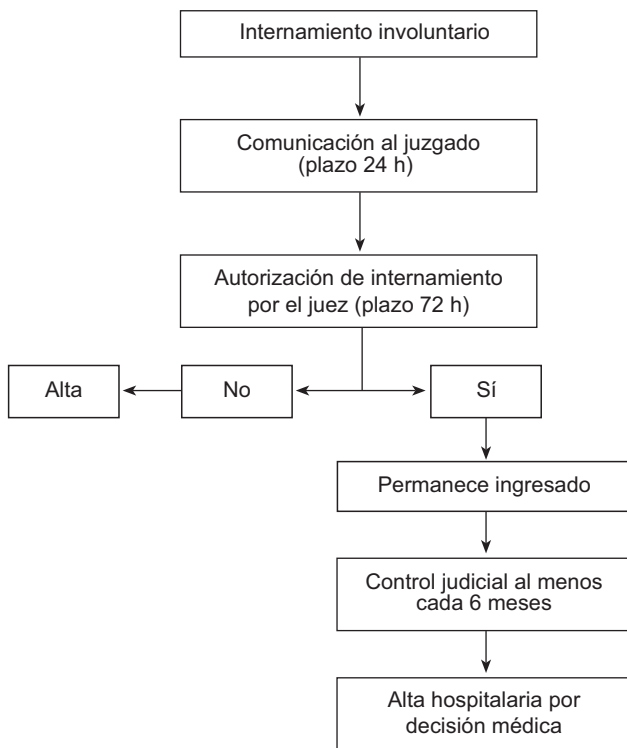 Internamiento involuntario
Comunicación al juzgado
(plazo 24 h)
Autorización de internamiento
por el juez (plazo 72 h)
Alta
No
Sí
Permanece ingresado
Control judicial al menos
cada 6 meses
Alta hospitalaria por
decisión médica